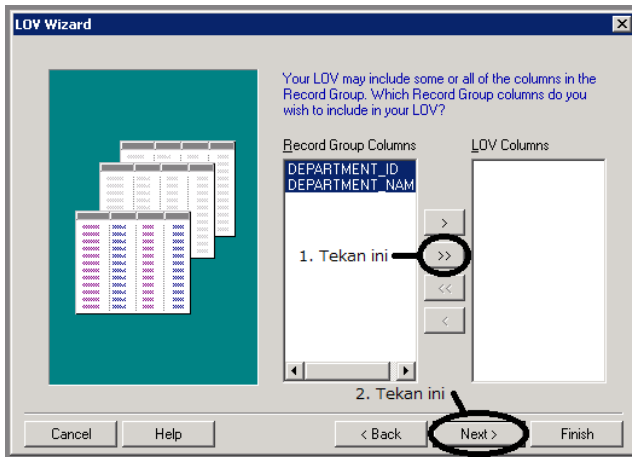 LOV Wizard
Your LOV may include some or all of the columns in the
Record Group. Which Record Group columns do you
wish to include in your LOV?
Record Group Columns
LOV Columns
DEPARTMENT_ID
DEPARTMENT_NAM
>
1. Tekan ini
>>
<<
<
2. Tekan ini
Cancel
Help
< Back
Next >
Finish